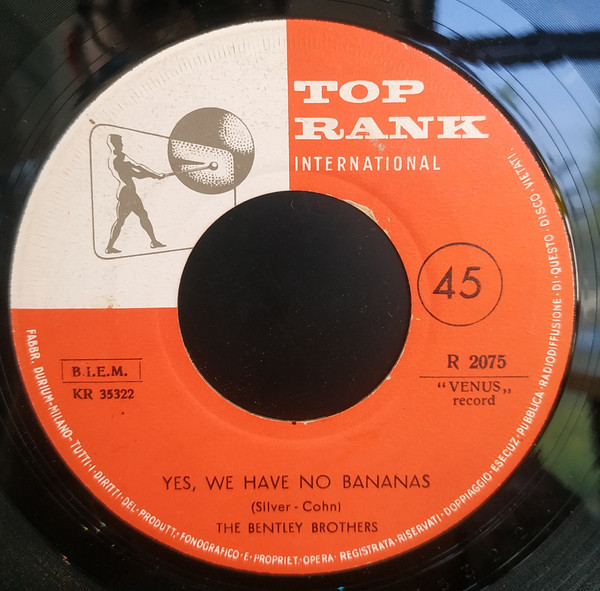 TOP
RANK
INTERNATIONAL
45
B.I.E.M.
KR 35322
R 2075
“VENUS„
record
YES, WE HAVE NO BANANAS
(Silver - Cohn)
THE BENTLEY BROTHERS
FABBR. DURIUM-MILANO-TUTTI I DIRITTI DEL PRODUTT. FONOGRAFICO E PROPRIET. OPERA REGISTRATA RISERVATI-DOPPIAGGIO-ESECUZ. PUBBLICA-RADIODIFFUSIONE DI QUESTO DISCO VIETATI.